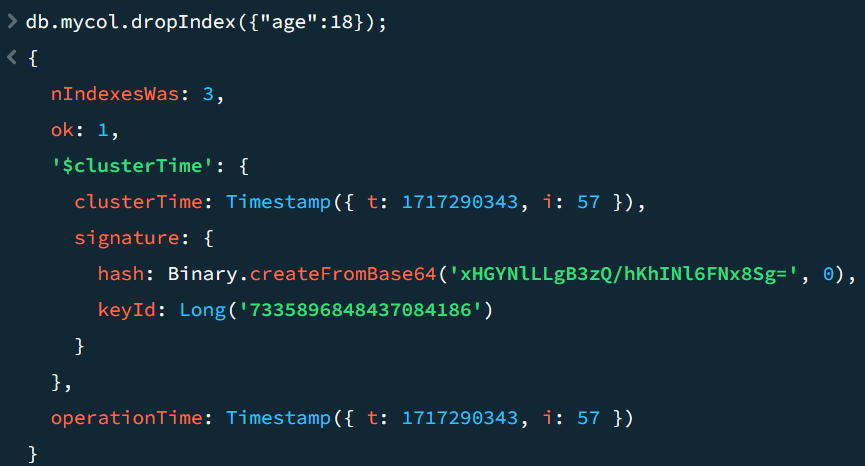 > db.mycol.dropIndex({"age":18});
< {
nIndexesWas: 3,
ok: 1,
'$clusterTime': {
clusterTime: Timestamp({ t: 1717290343, i: 57 }),
signature: {
hash: Binary.createFromBase64('xHGYNlLLgB3zQ/hKhINl6FNx8Sg=', 0),
keyId: Long('7335896848437084186')
}
},
operationTime: Timestamp({ t: 1717290343, i: 57 })
}